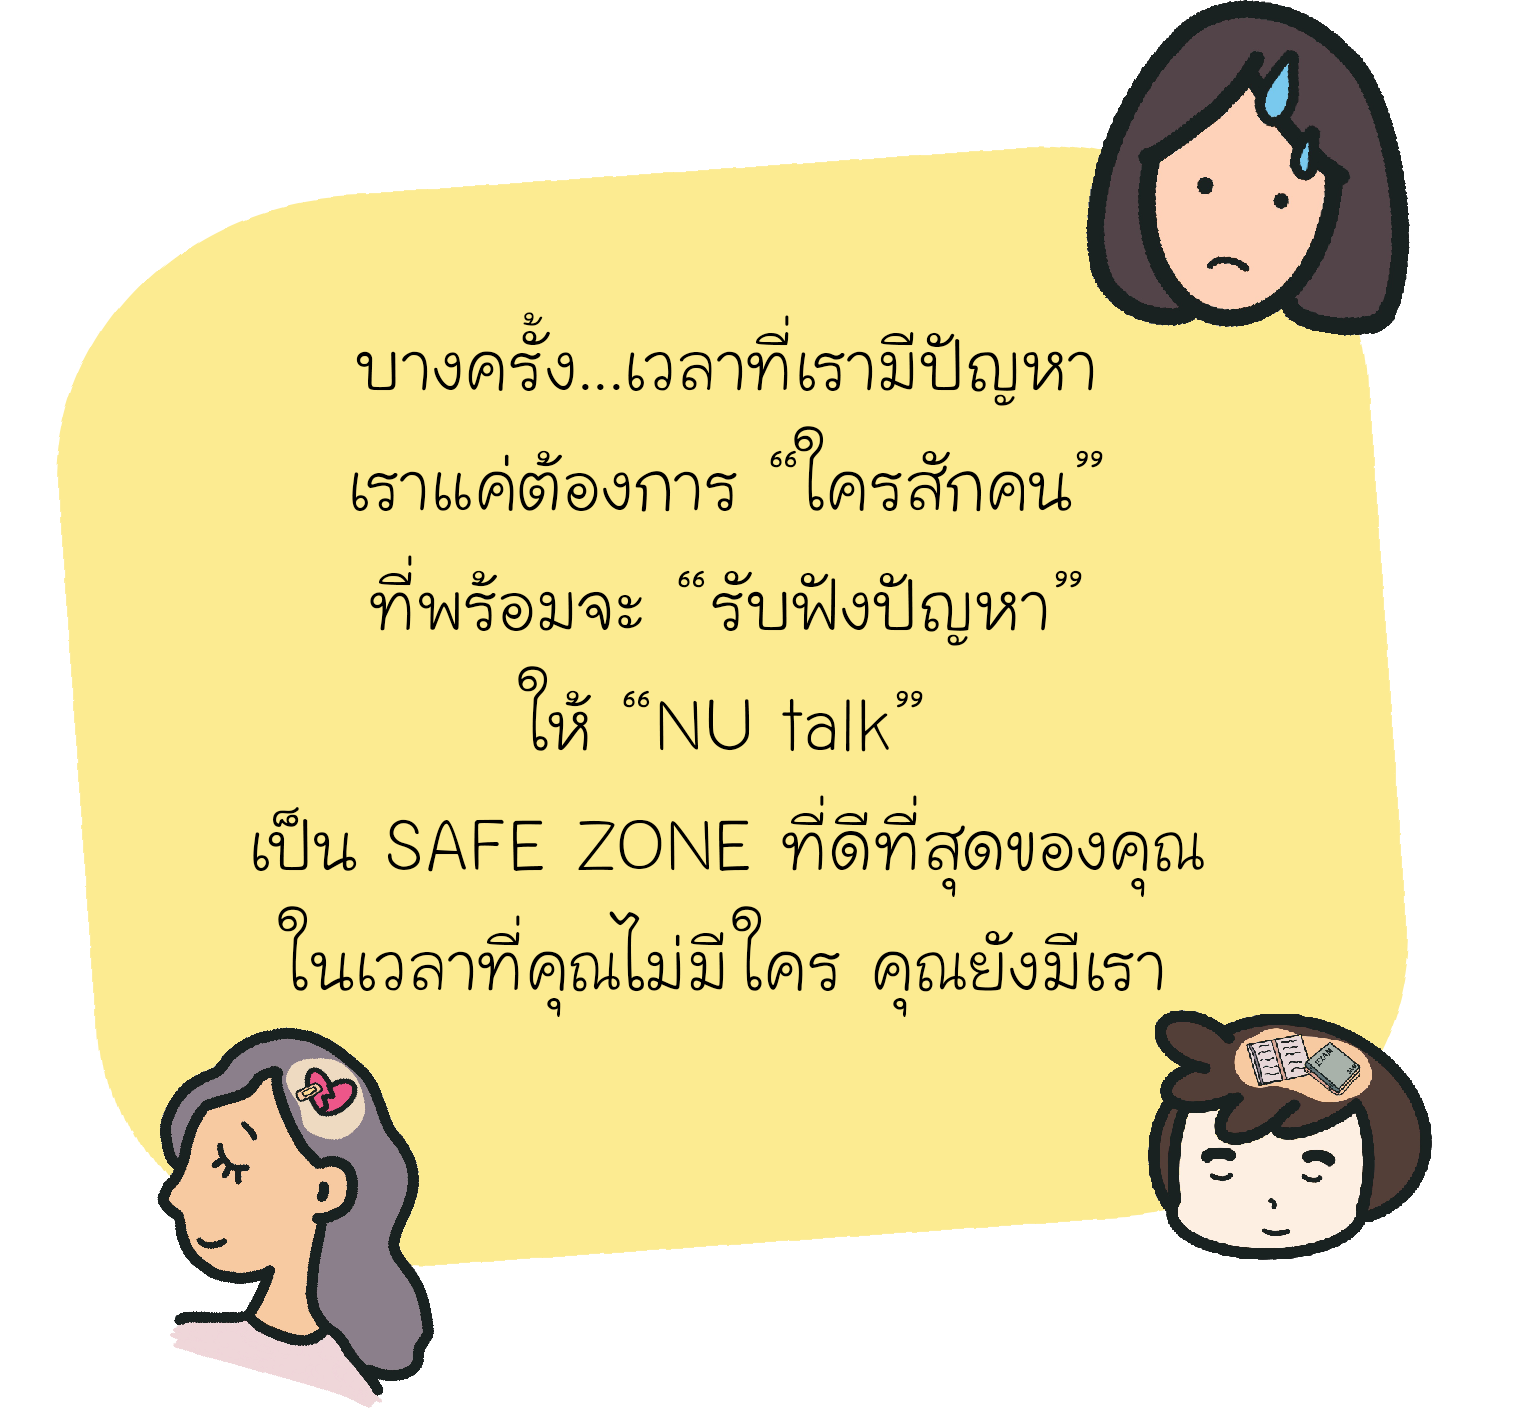 บางครั้ง...เวลาที่เรามีปัญหา
เราแค่ต้องการ “ใครสักคน”
ที่พร้อมจะ “รับฟังปัญหา”
ให้ “NU talk”
เป็น SAFE ZONE ที่ดีที่สุดของคุณ
ในเวลาที่คุณไม่มีใคร คุณยังมีเรา